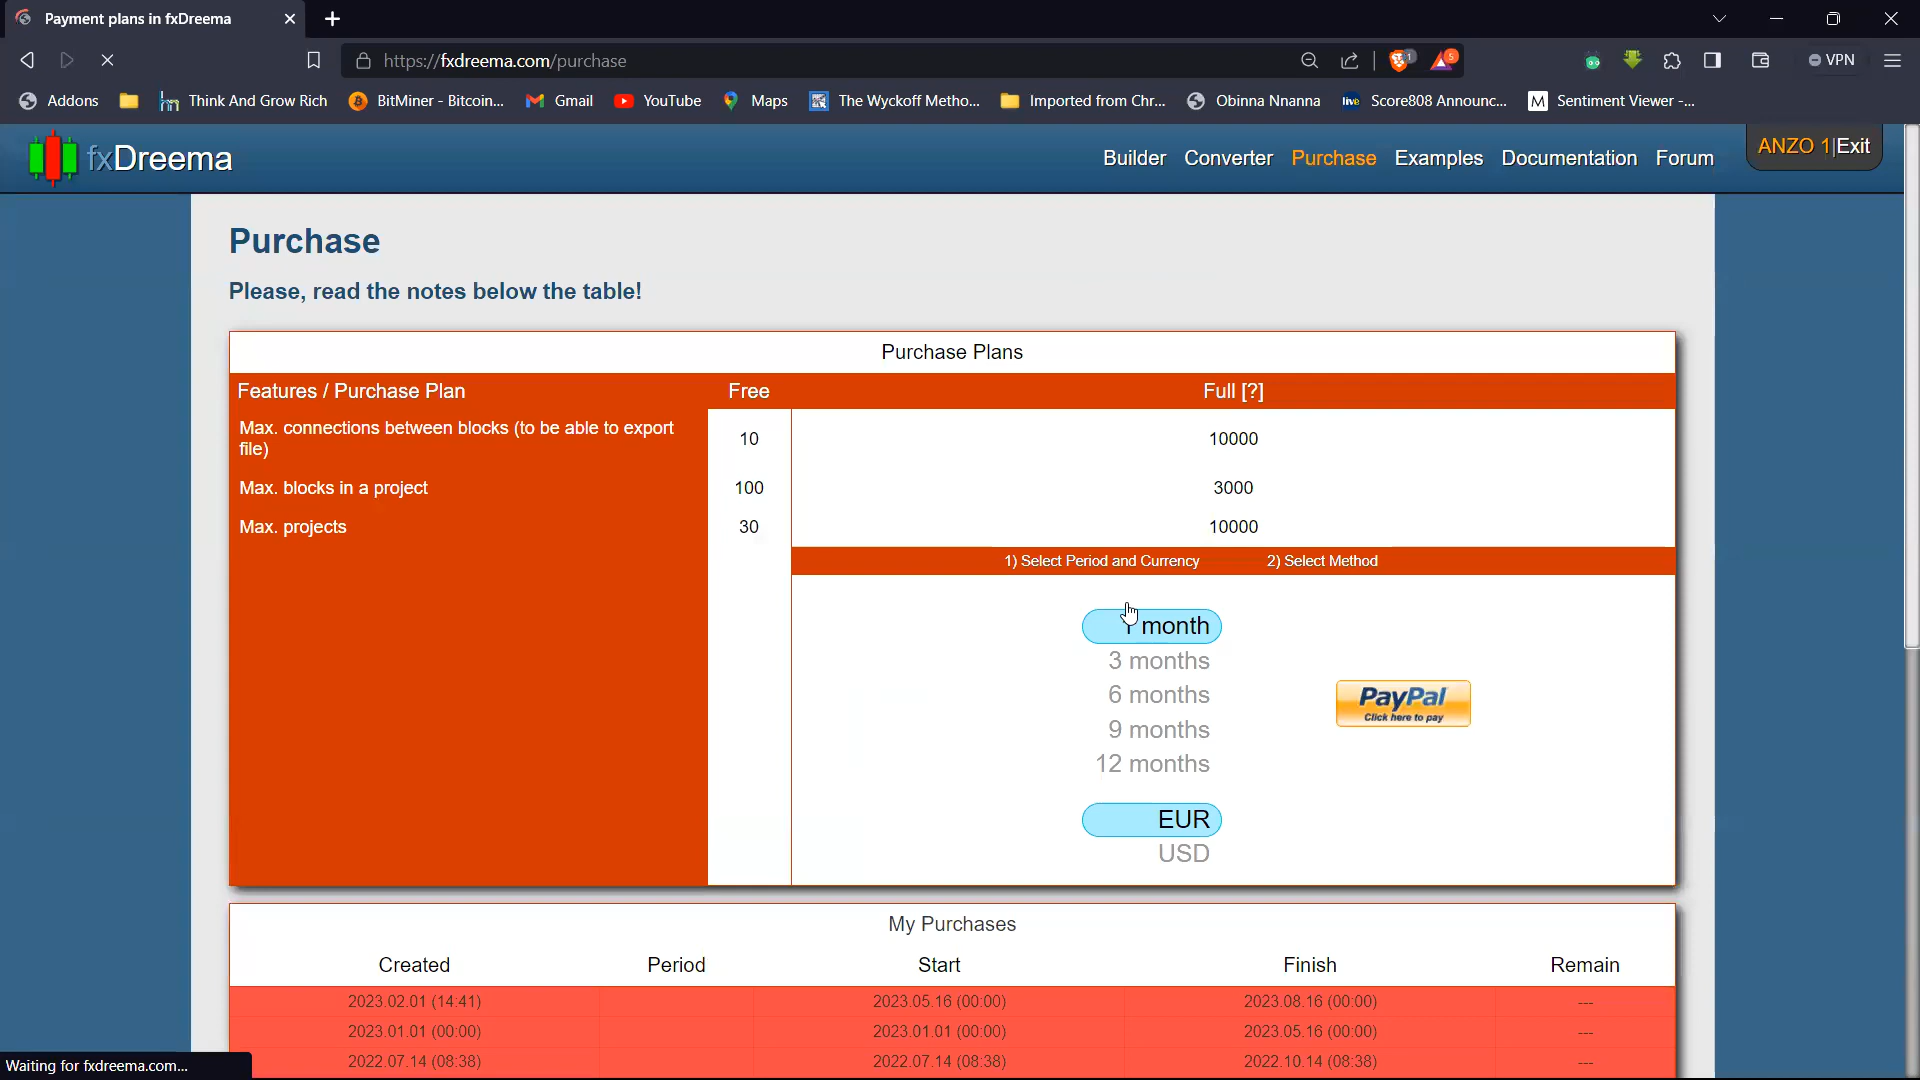 Payment plans in fxDreema
https://fxdreema.com/purchase
1
5
VPN
Addons
Think And Grow Rich
BitMiner - Bitcoin...
Gmail
YouTube
Maps
The Wyckoff Metho...
Imported from Chr...
Obinna Nnanna
live
Score808 Announc...
M
Sentiment Viewer -...
fxDreema
Builder
Converter
Purchase
Examples
Documentation
Forum
ANZO 1|Exit
Purchase
Please, read the notes below the table!
Purchase Plans
Features / Purchase Plan
Free
Full [?]
Max. connections between blocks (to be able to export
file)
10
10000
Max. blocks in a project
100
3000
Max. projects
30
10000
1) Select Period and Currency
2) Select Method
1 month
3 months
6 months
9 months
12 months
PayPal
Click here to pay
EUR
USD
My Purchases
Created
Period
Start
Finish
Remain
2023.02.01 (14:41)
2023.05.16 (00:00)
2023.08.16 (00:00)
---
2023.01.01 (00:00)
2023.01.01 (00:00)
2023.05.16 (00:00)
---
2022.07.14 (08:38)
2022.07.14 (08:38)
2022.10.14 (08:38)
---
Waiting for fxdreema.com...